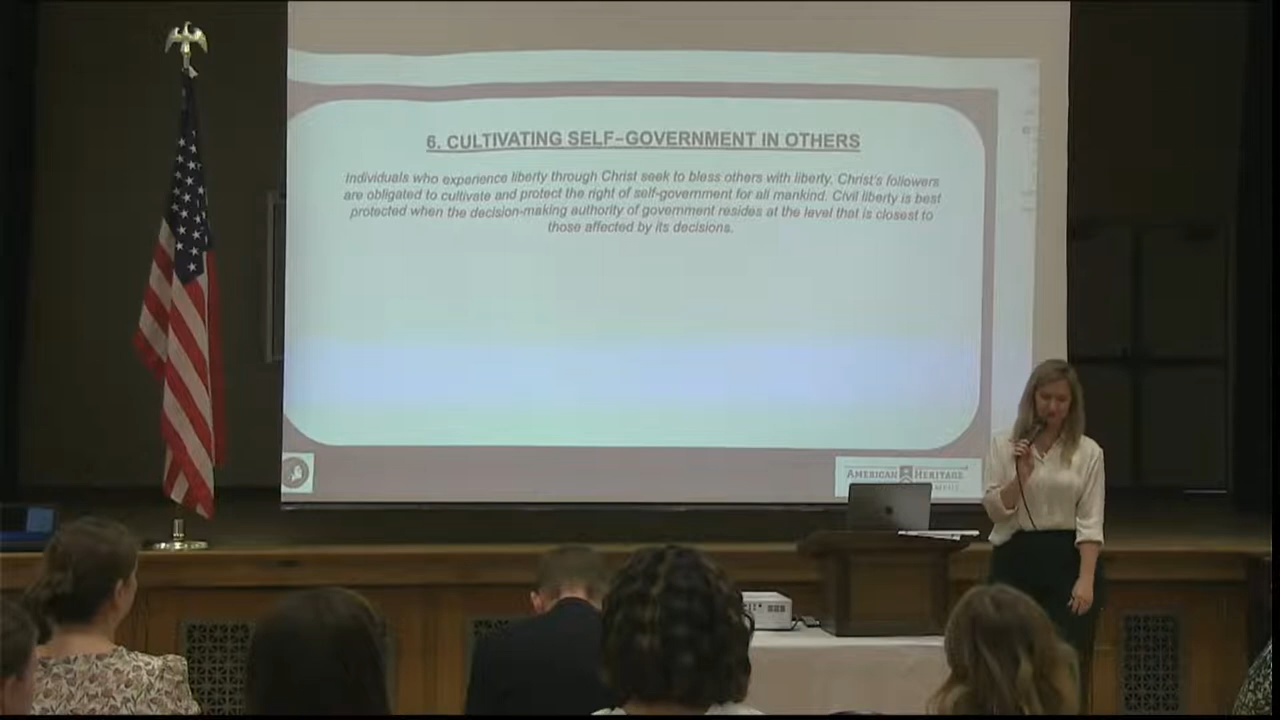 6. CULTIVATING SELF-GOVERNMENT IN OTHERS
Individuals who experience liberty through Christ seek to bless others with liberty. Christ's followers
are obligated to cultivate and protect the right of self-government for all mankind. Civil liberty is best
protected when the decision-making authority of government resides at the level that is closest to
those affected by its decisions.
AMERICAN HERITAGE